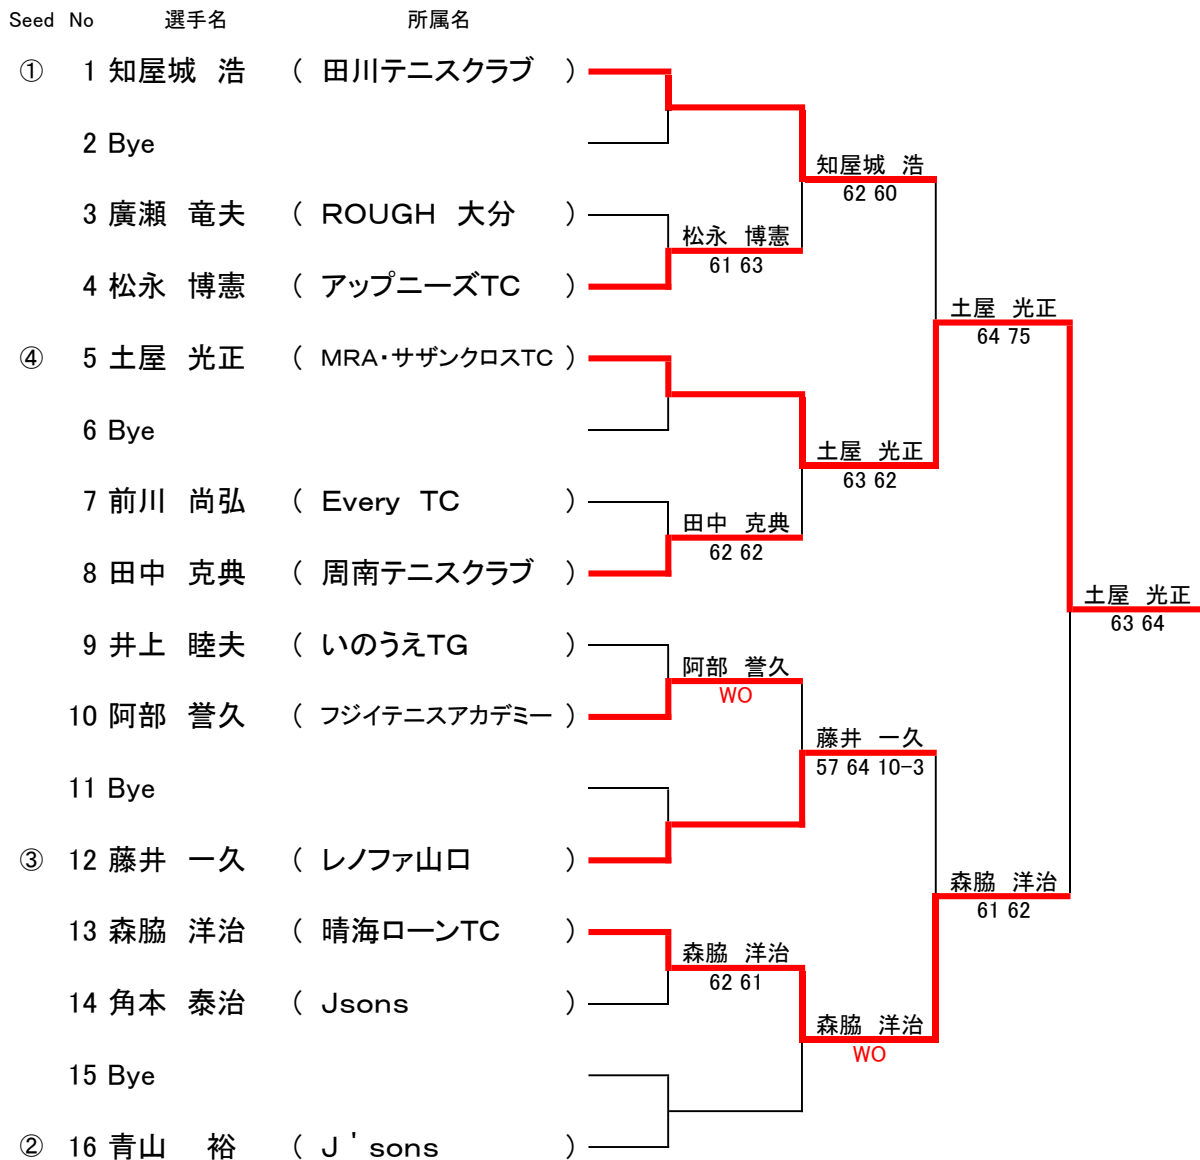 Seed No 選手名 所属名
① 1 知屋城 浩 ( 田川テニスクラブ )
2 Bye
知屋城 浩
62 60
3 廣瀬 竜夫 ( ROUGH 大分 )
松永 博憲
61 63
4 松永 博憲 ( アップニーズTC )
土屋 光正
64 75
④ 5 土屋 光正 ( MRA・サザンクロスTC )
6 Bye
土屋 光正
63 62
7 前川 尚弘 ( Every TC )
田中 克典
62 62
8 田中 克典 ( 周南テニスクラブ )
土屋 光正
63 64
9 井上 睦夫 ( いのうえTG )
阿部 誉久
WO
10 阿部 誉久 ( フジイテニスアカデミー )
藤井 一久
57 64 10-3
11 Bye
③ 12 藤井 一久 ( レノファ山口 )
森脇 洋治
61 62
13 森脇 洋治 ( 晴海ローンTC )
森脇 洋治
62 61
14 角本 泰治 ( Jsons )
森脇 洋治
WO
15 Bye
② 16 青山 裕 ( J'sons )